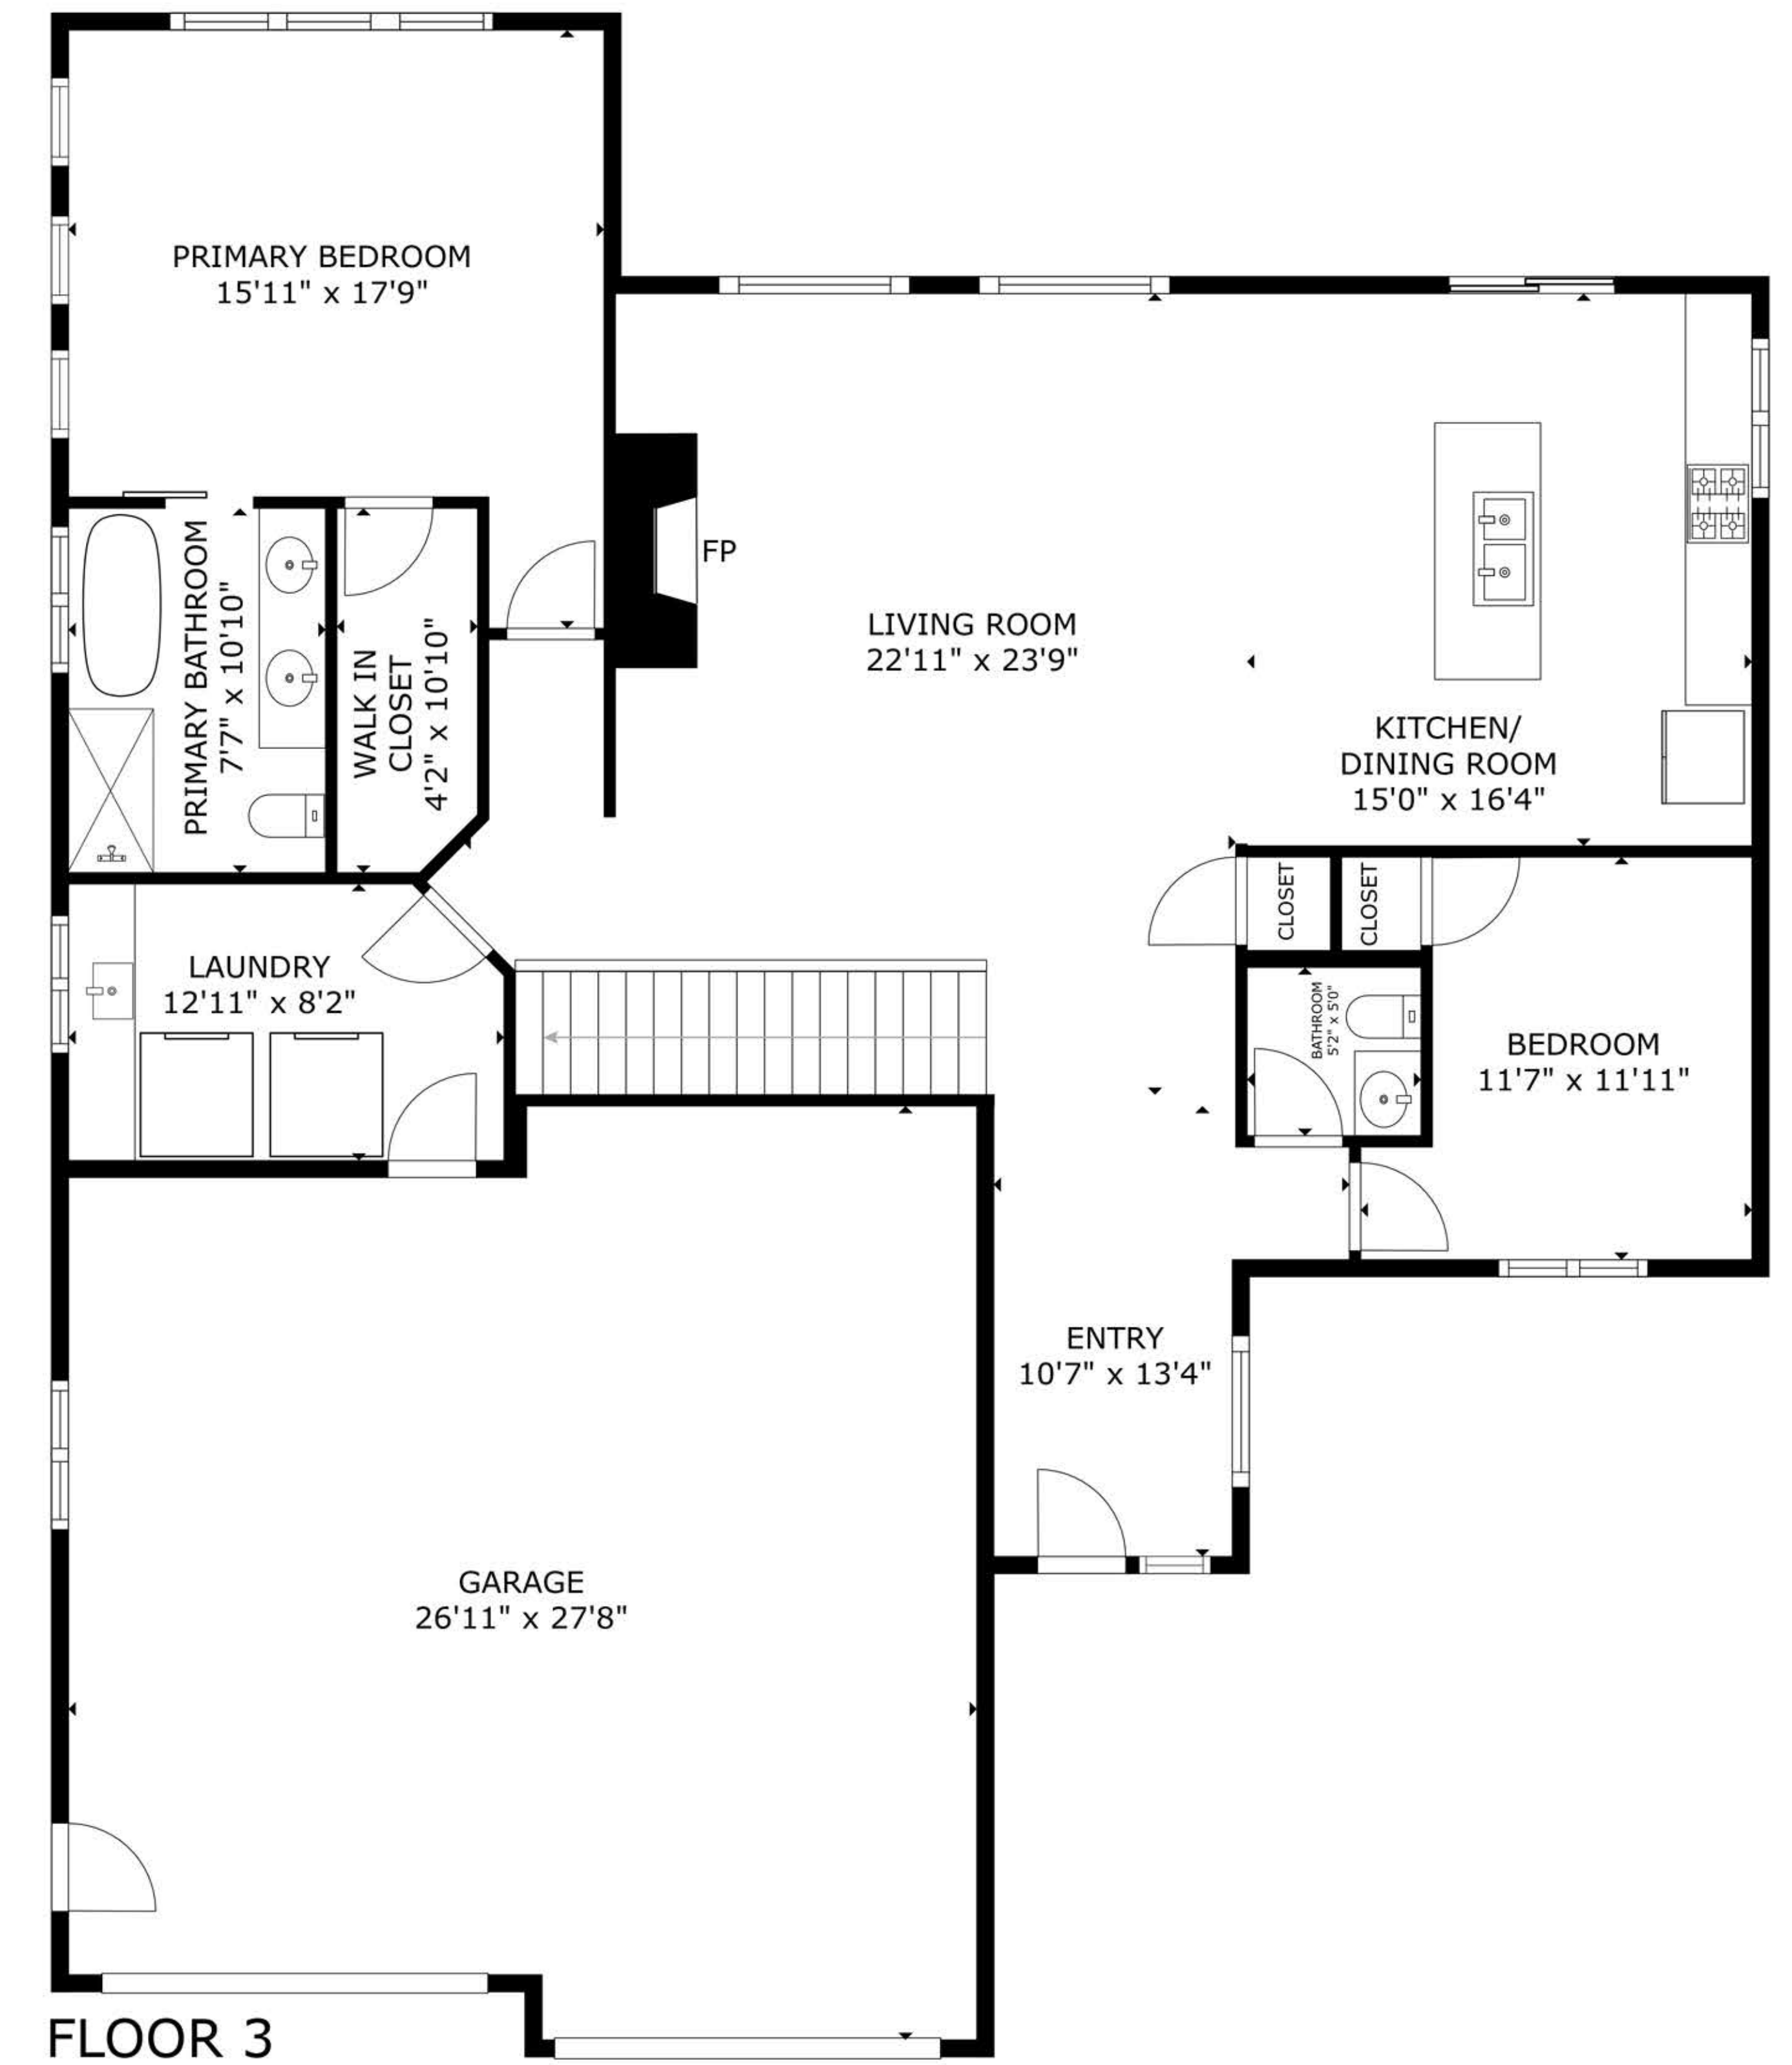 PRIMARY BEDROOM
15'11" x 17'9"
PRIMARY BATHROOM
7'7" x 10'10"
WALK IN
CLOSET
4'2" x 10'10"
FP
LIVING ROOM
22'11" x 23'9"
KITCHEN/
DINING ROOM
15'0" x 16'4"
CLOSET
CLOSET
LAUNDRY
12'11" x 8'2"
BATHROOM
5'2" x 5'0"
BEDROOM
11'7" x 11'11"
ENTRY
10'7" x 13'4"
GARAGE
26'11" x 27'8"
FLOOR 3